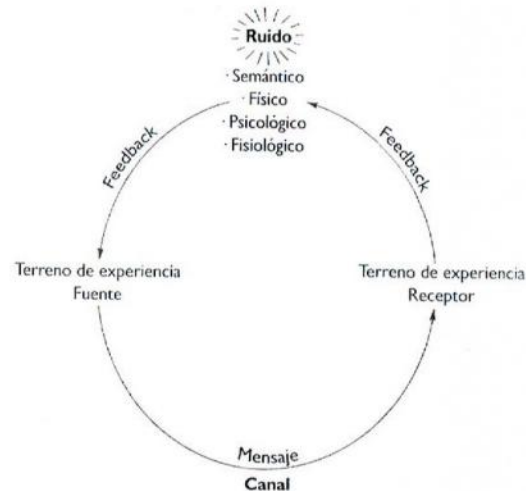 Ruido
· Semántico
· Físico
· Psicológico
· Fisiológico
Feedback
Feedback
Terreno de experiencia
Fuente
Terreno de experiencia
Receptor
Mensaje
Canal